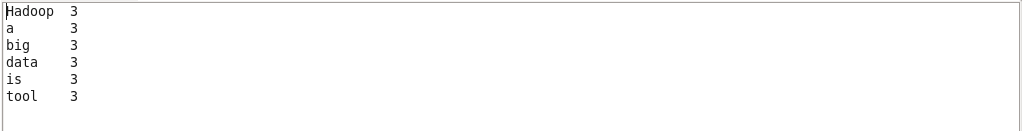 Hadoop  3
a       3
big     3
data    3
is      3
tool    3